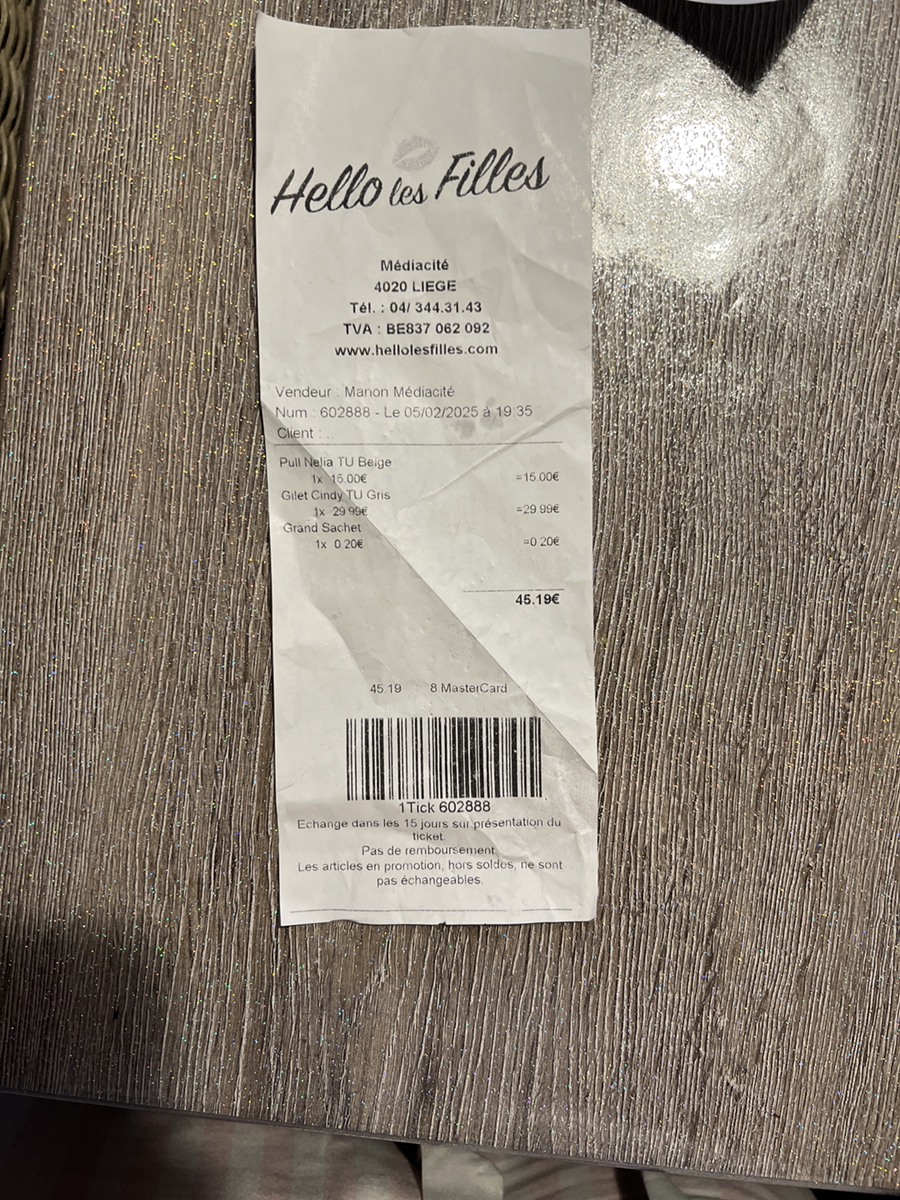 Hello les Filles
Médiacité
4020 LIEGE
Tél. : 04/ 344.31.43
TVA : BE837 062 092
www.hellolesfilles.com
Vendeur : Manon Médiacité
Num : 602888 - Le 05/02/2025 à 19:35
Client : ..
Pull Nelia TU Beige
1x 15.00€ =15.00€
Gilet Cindy TU Gris
1x 29.99€ =29.99€
Grand Sachet
1x 0.20€ =0.20€
45.19€
45.19 : 8 MasterCard
1Tick 602888
Echange dans les 15 jours sur présentation du
ticket.
Pas de remboursement
Les articles en promotion, hors soldes, ne sont
pas échangeables.